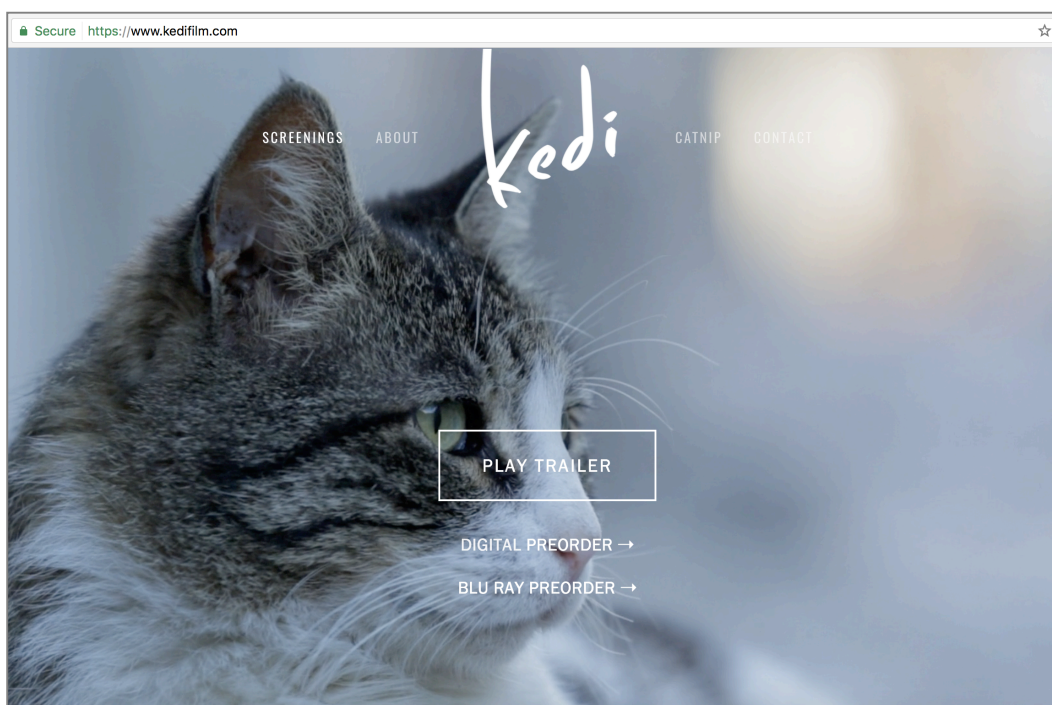 Secure https://www.kedifilm.com
SCREENINGS ABOUT kedi CATNIP CONTACT
PLAY TRAILER
DIGITAL PREORDER →
BLU RAY PREORDER →